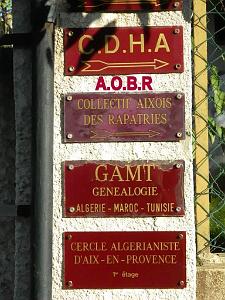 C.D.H.A
A.O.B.R
COLLECTIF AIXOIS
DES RAPATRIES
GAMT
GENEALOGIE
ALGERIE - MAROC - TUNISIE
CERCLE ALGERIANISTE
D'AIX-EN-PROVENCE
1er étage